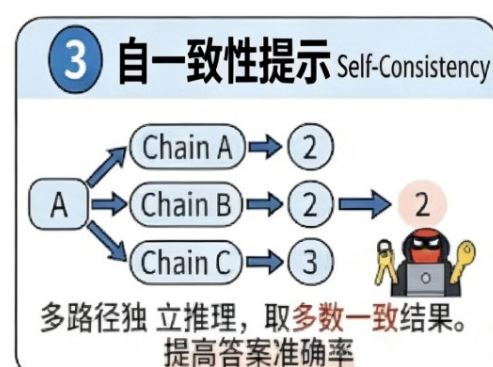 3 自一致性提示 Self-Consistency
Chain A 2
A Chain B 2 2
Chain C 3
多路径独 立推理，取多数一致结果。
提高答案准确率